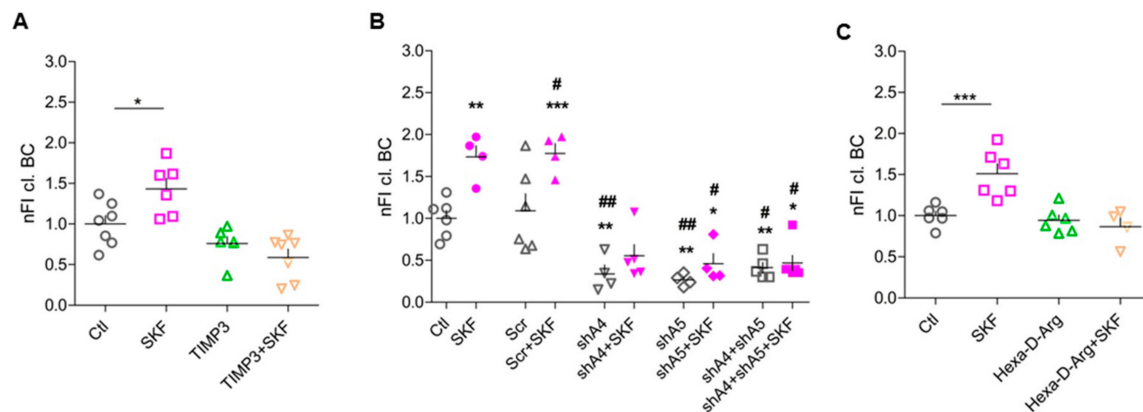 A
nFI cl. BC
3.0
2.5
2.0
1.5
1.0
0.5
0.0
*
Ctl
SKF
TIMP3
TIMP3+SKF
B
nFI cl. BC
3.0
2.5
2.0
1.5
1.0
0.5
0.0
**
#
***
##
**
##
**
#
*
#
**
#
*
Ctl
SKF
Scr
Scr+SKF
shA4
shA4+SKF
shA5
shA5+SKF
shA4+shA5
shA4+shA5+SKF
C
nFI cl. BC
3.0
2.5
2.0
1.5
1.0
0.5
0.0
***
Ctl
SKF
Hexa-D-Arg
Hexa-D-Arg+SKF